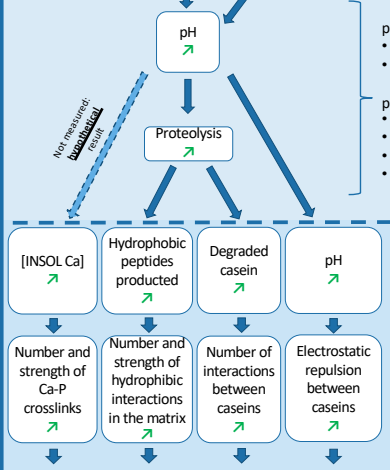 p
pH
↗
p
Not measured:
hypothetical
result
Proteolysis
↗
[INSOL Ca]
↗
Hydrophobic
peptides
producted
↗
Degraded
casein
↗
pH
↗
Number and
strength of
Ca-P
crosslinks
↗
Number and
strength of
hydrophibic
interactions
in the matrix
↗
Number of
interactions
between
caseins
↗
Electrostatic
repulsion
between
caseins
↗